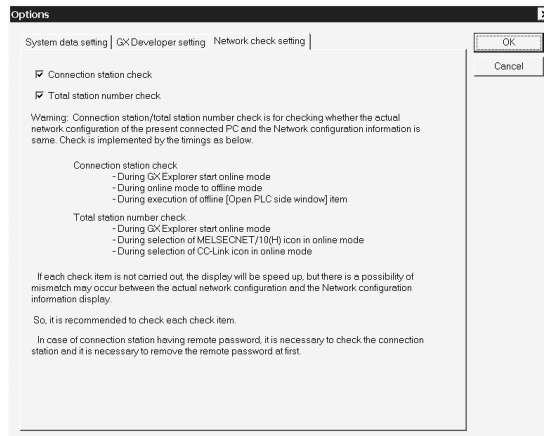 Options
System data setting GX Developer setting Network check setting
OK
Cancel
Connection station check
Total station number check
Warning: Connection station/total station number check is for checking whether the actual
network configuration of the present connected PC and the Network configuration information is
same. Check is implemented by the timings as below.
Connection station check
- During GX Explorer start online mode
- During online mode to offline mode
- During execution of offline [Open PLC side window] item
Total station number check
- During GX Explorer start online mode
- During selection of MELSECNET/10(H) icon in online mode
- During selection of CC-Link icon in online mode
If each check item is not carried out, the display will be speed up, but there is a possibility of
mismatch may occur between the actual network configuration and the Network configuration
information display.
So, it is recommended to check each check item.
In case of connection station having remote password, it is necessary to check the connection
station and it is necessary to remove the remote password at first.